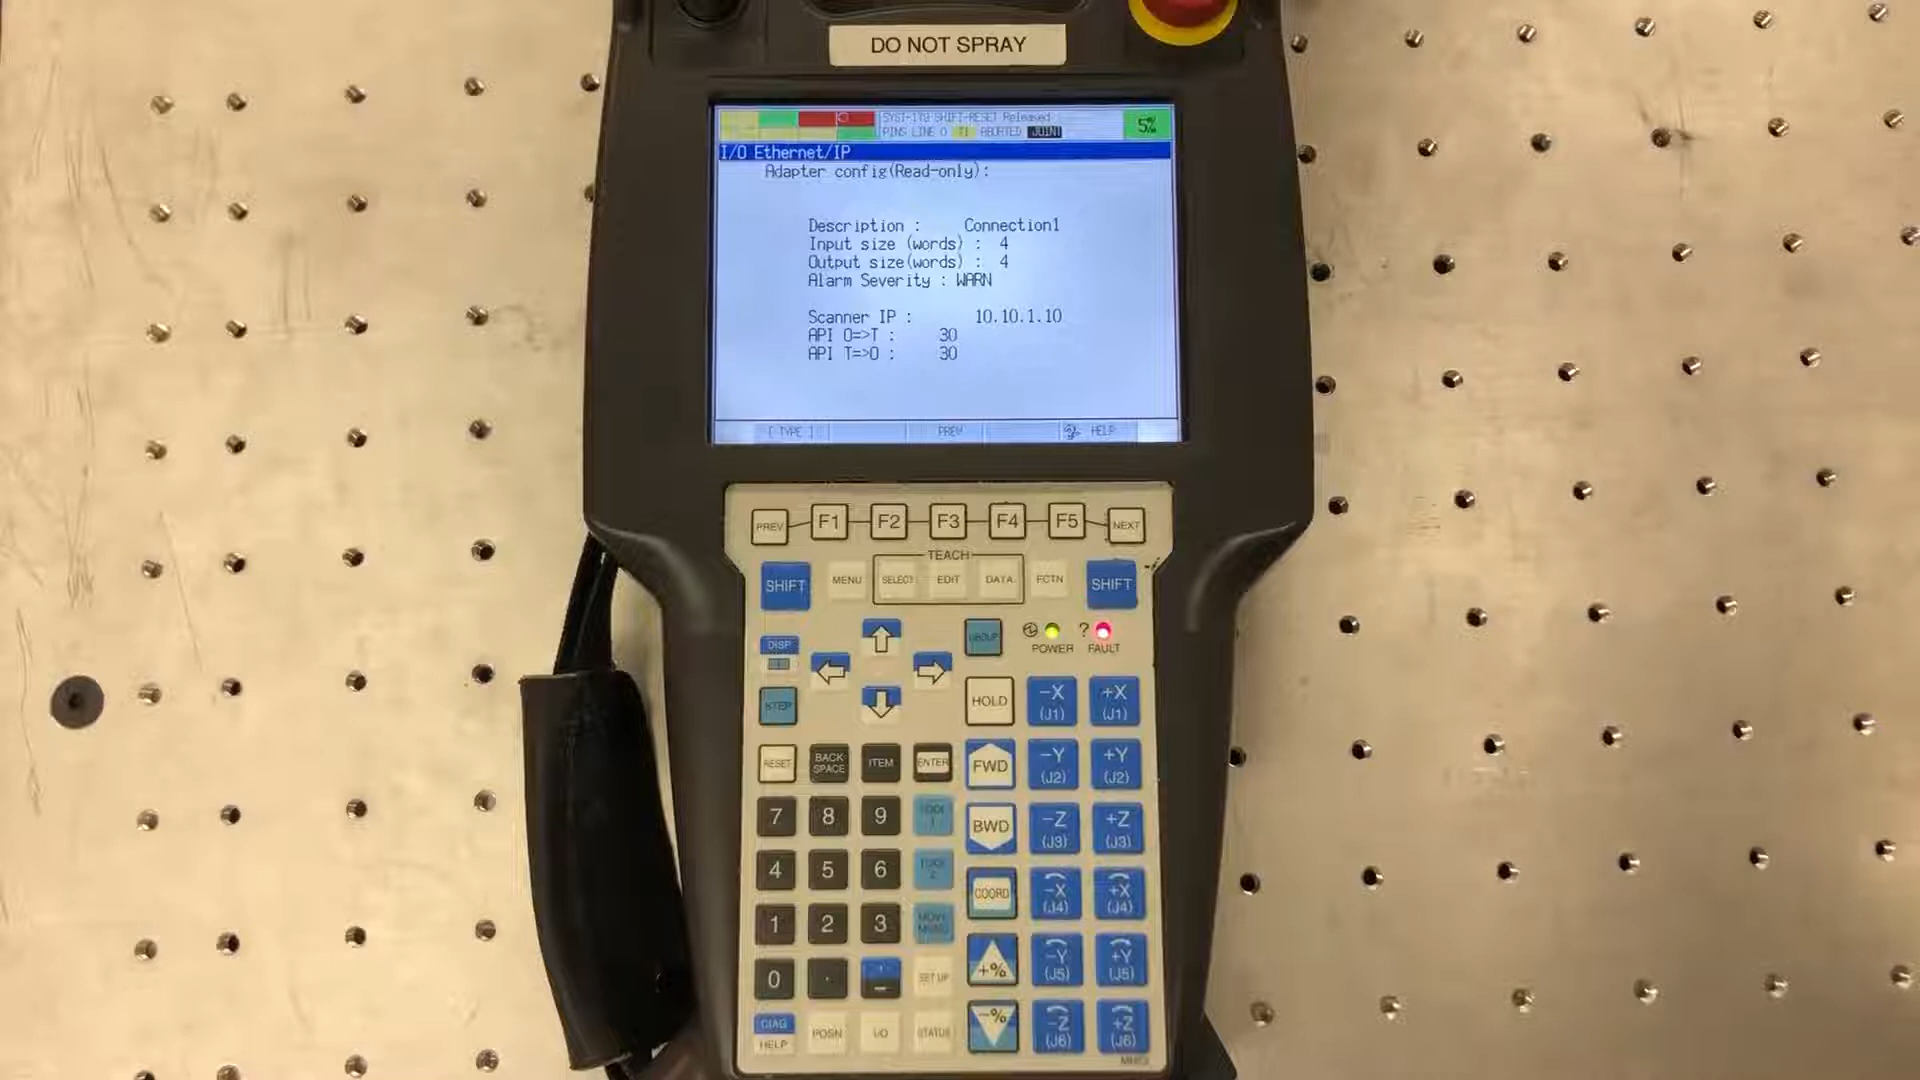 DO NOT SPRAY
SYST-179 SHIFT-RESET Released
PINS LINE 0 T1 ABORTED JOINT
5%
I/O Ethernet/IP
Adapter config(Read-only):
Description : Connection1
Input size (words) : 4
Output size(words) : 4
Alarm Severity : WARN
Scanner IP : 10.10.1.10
API O=>T : 30
API T=>O : 30
[ TYPE ] PREV HELP
PREV F1 F2 F3 F4 F5 NEXT
TEACH
SHIFT MENU SELECT EDIT DATA FCTN SHIFT
DISP GROUP ? POWER FAULT
STEP HOLD -X (J1) +X (J1)
RESET BACK SPACE ITEM ENTER FWD -Y (J2) +Y (J2)
7 8 9 TOOL 1 BWD -Z (J3) +Z (J3)
4 5 6 TOOL 2 COORD -X (J4) +X (J4)
1 2 3 MOVE MENU +% -Y (J5) +Y (J5)
0 . - SET UP -% -Z (J6) +Z (J6)
DIAG HELP POSN I/O STATUS